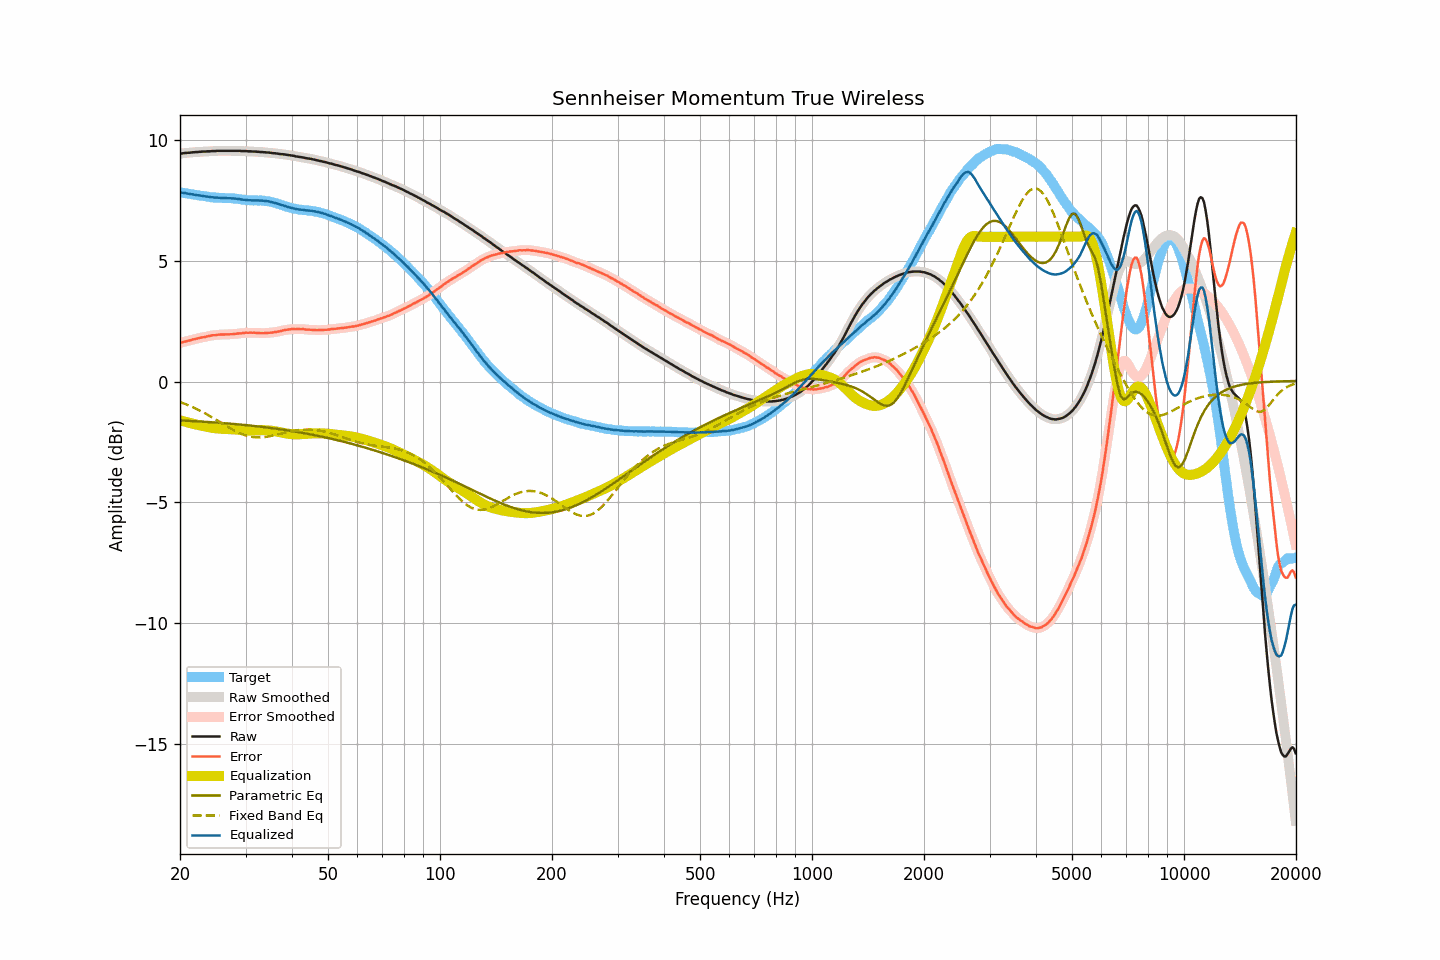 Sennheiser Momentum True Wireless
Amplitude (dBr)
10
5
0
−5
−10
−15
Target
Raw Smoothed
Error Smoothed
Raw
Error
Equalization
Parametric Eq
Fixed Band Eq
Equalized
20 50 100 200 500 1000 2000 5000 10000 20000
Frequency (Hz)